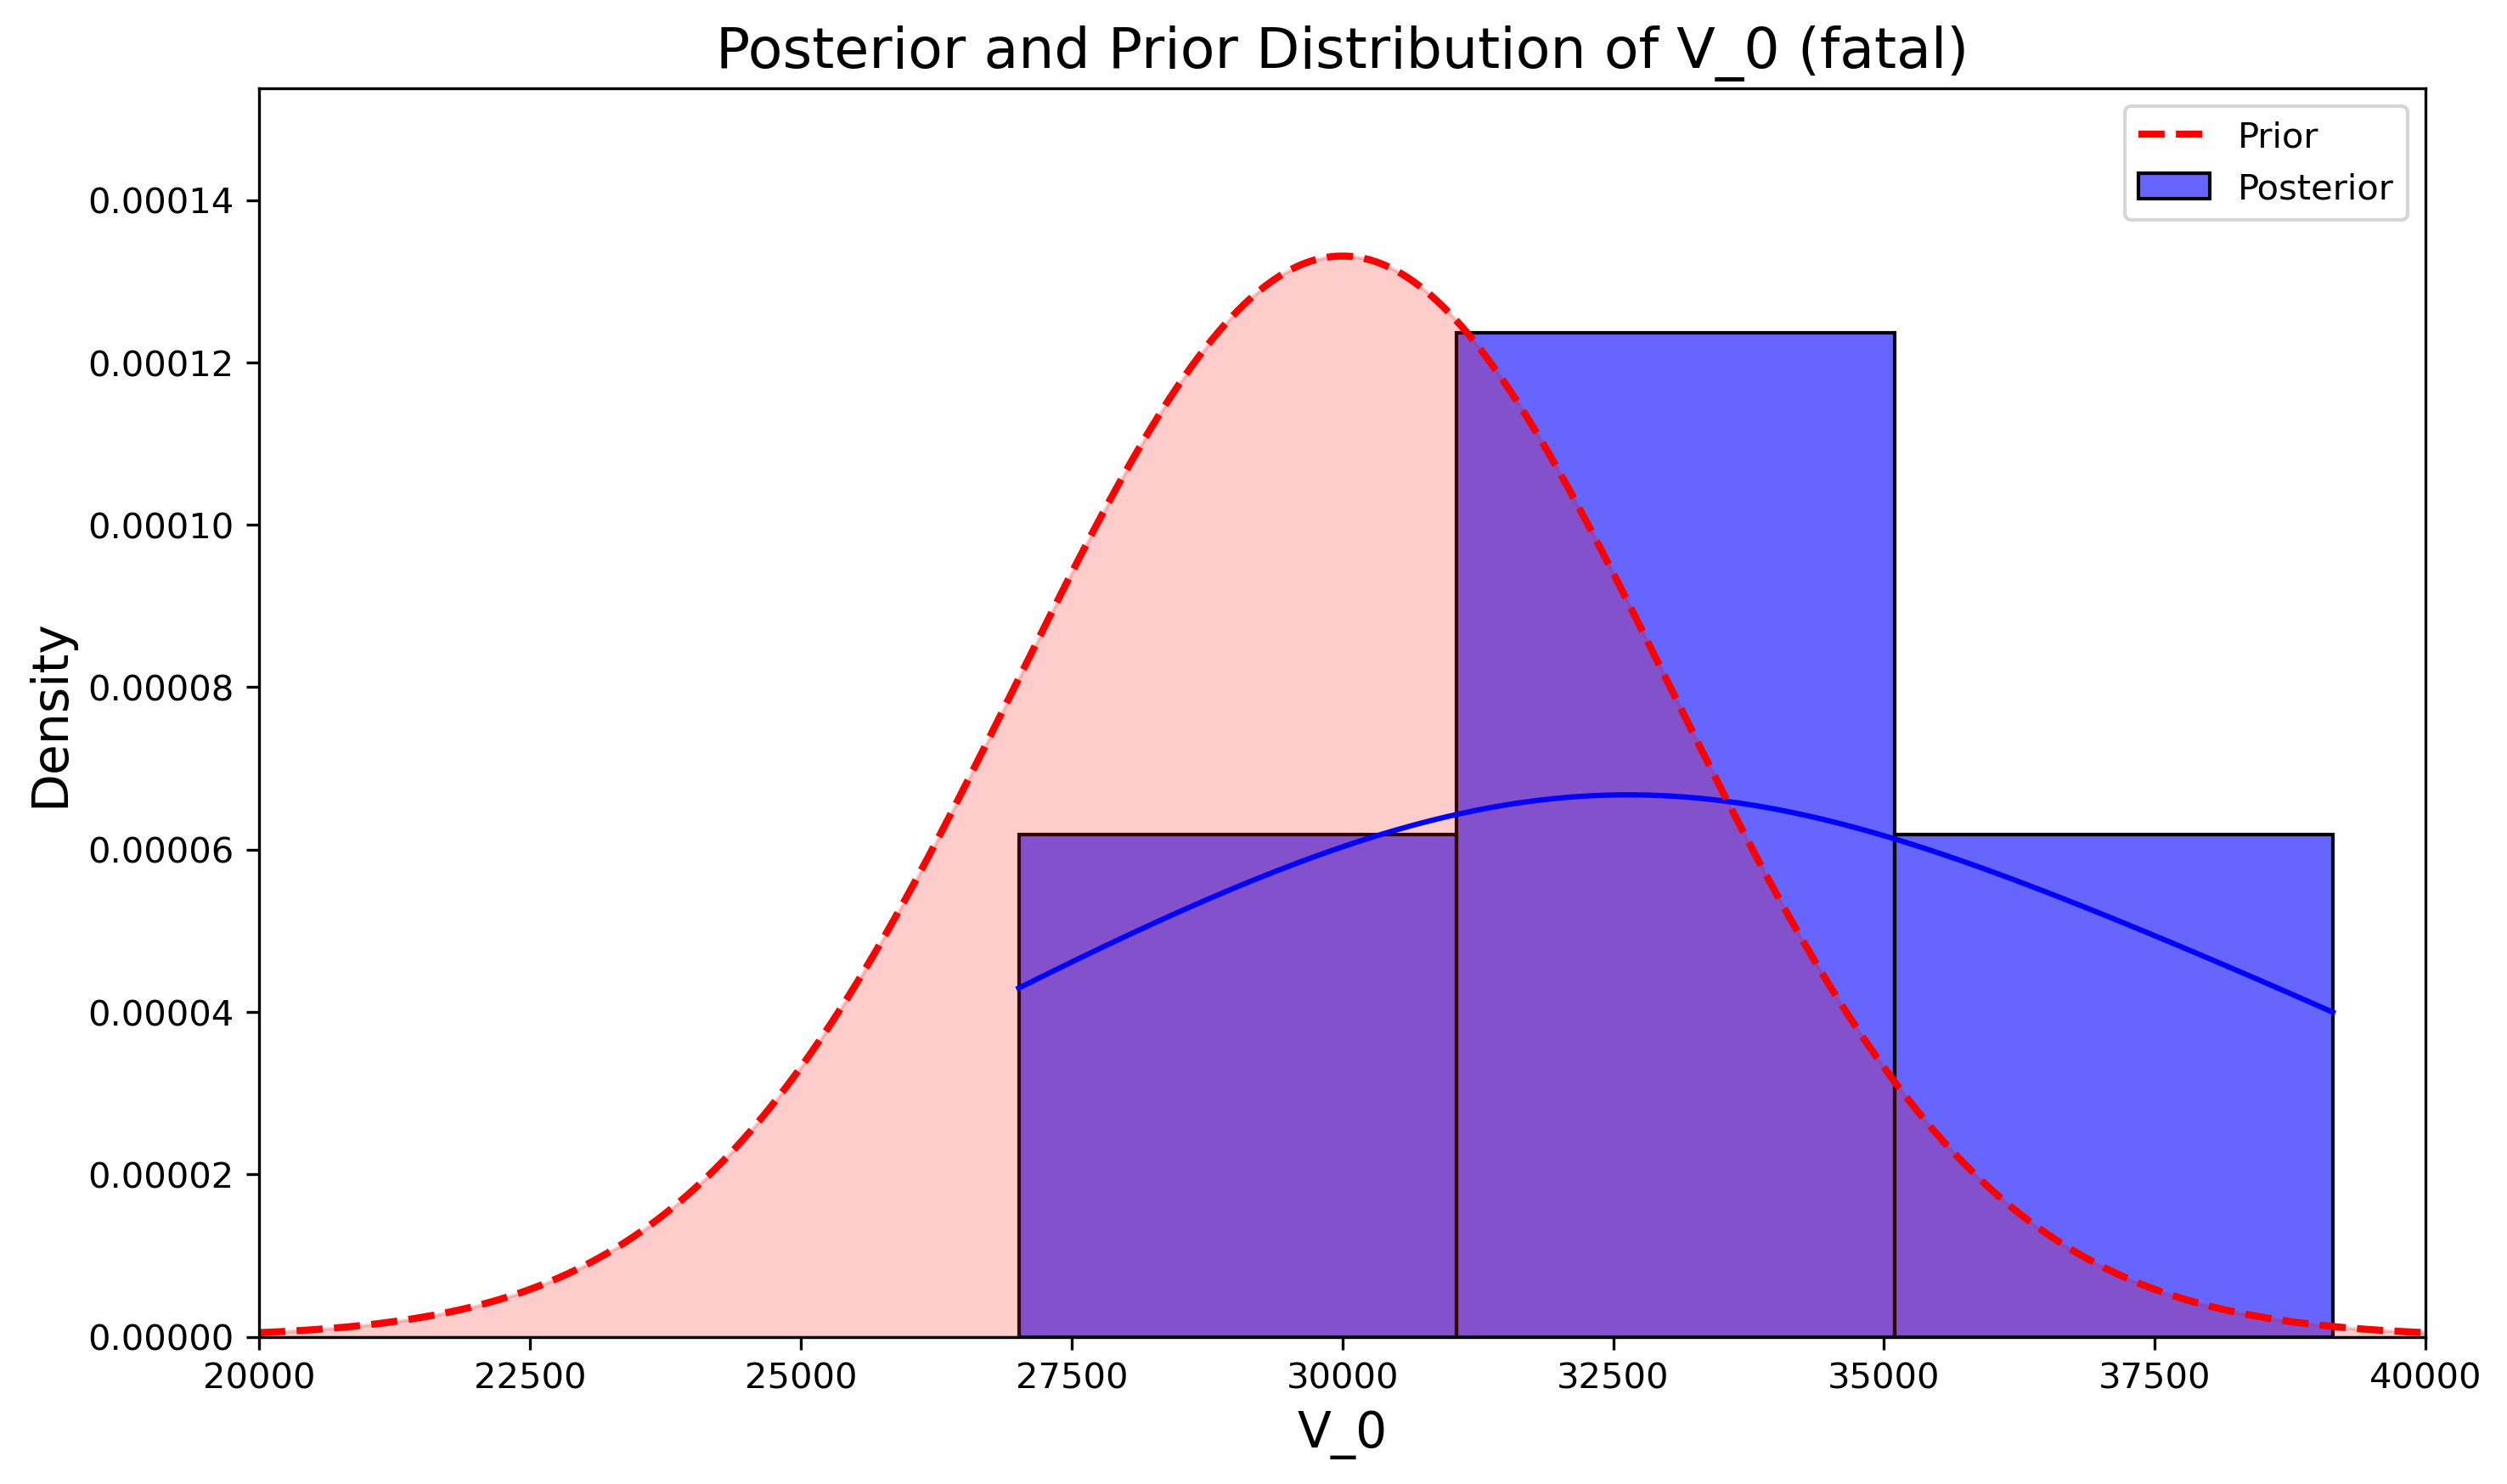 Posterior and Prior Distribution of V_0 (fatal)
Prior
Posterior
Density
0.00014
0.00012
0.00010
0.00008
0.00006
0.00004
0.00002
0.00000
20000 22500 25000 27500 30000 32500 35000 37500 40000
V_0